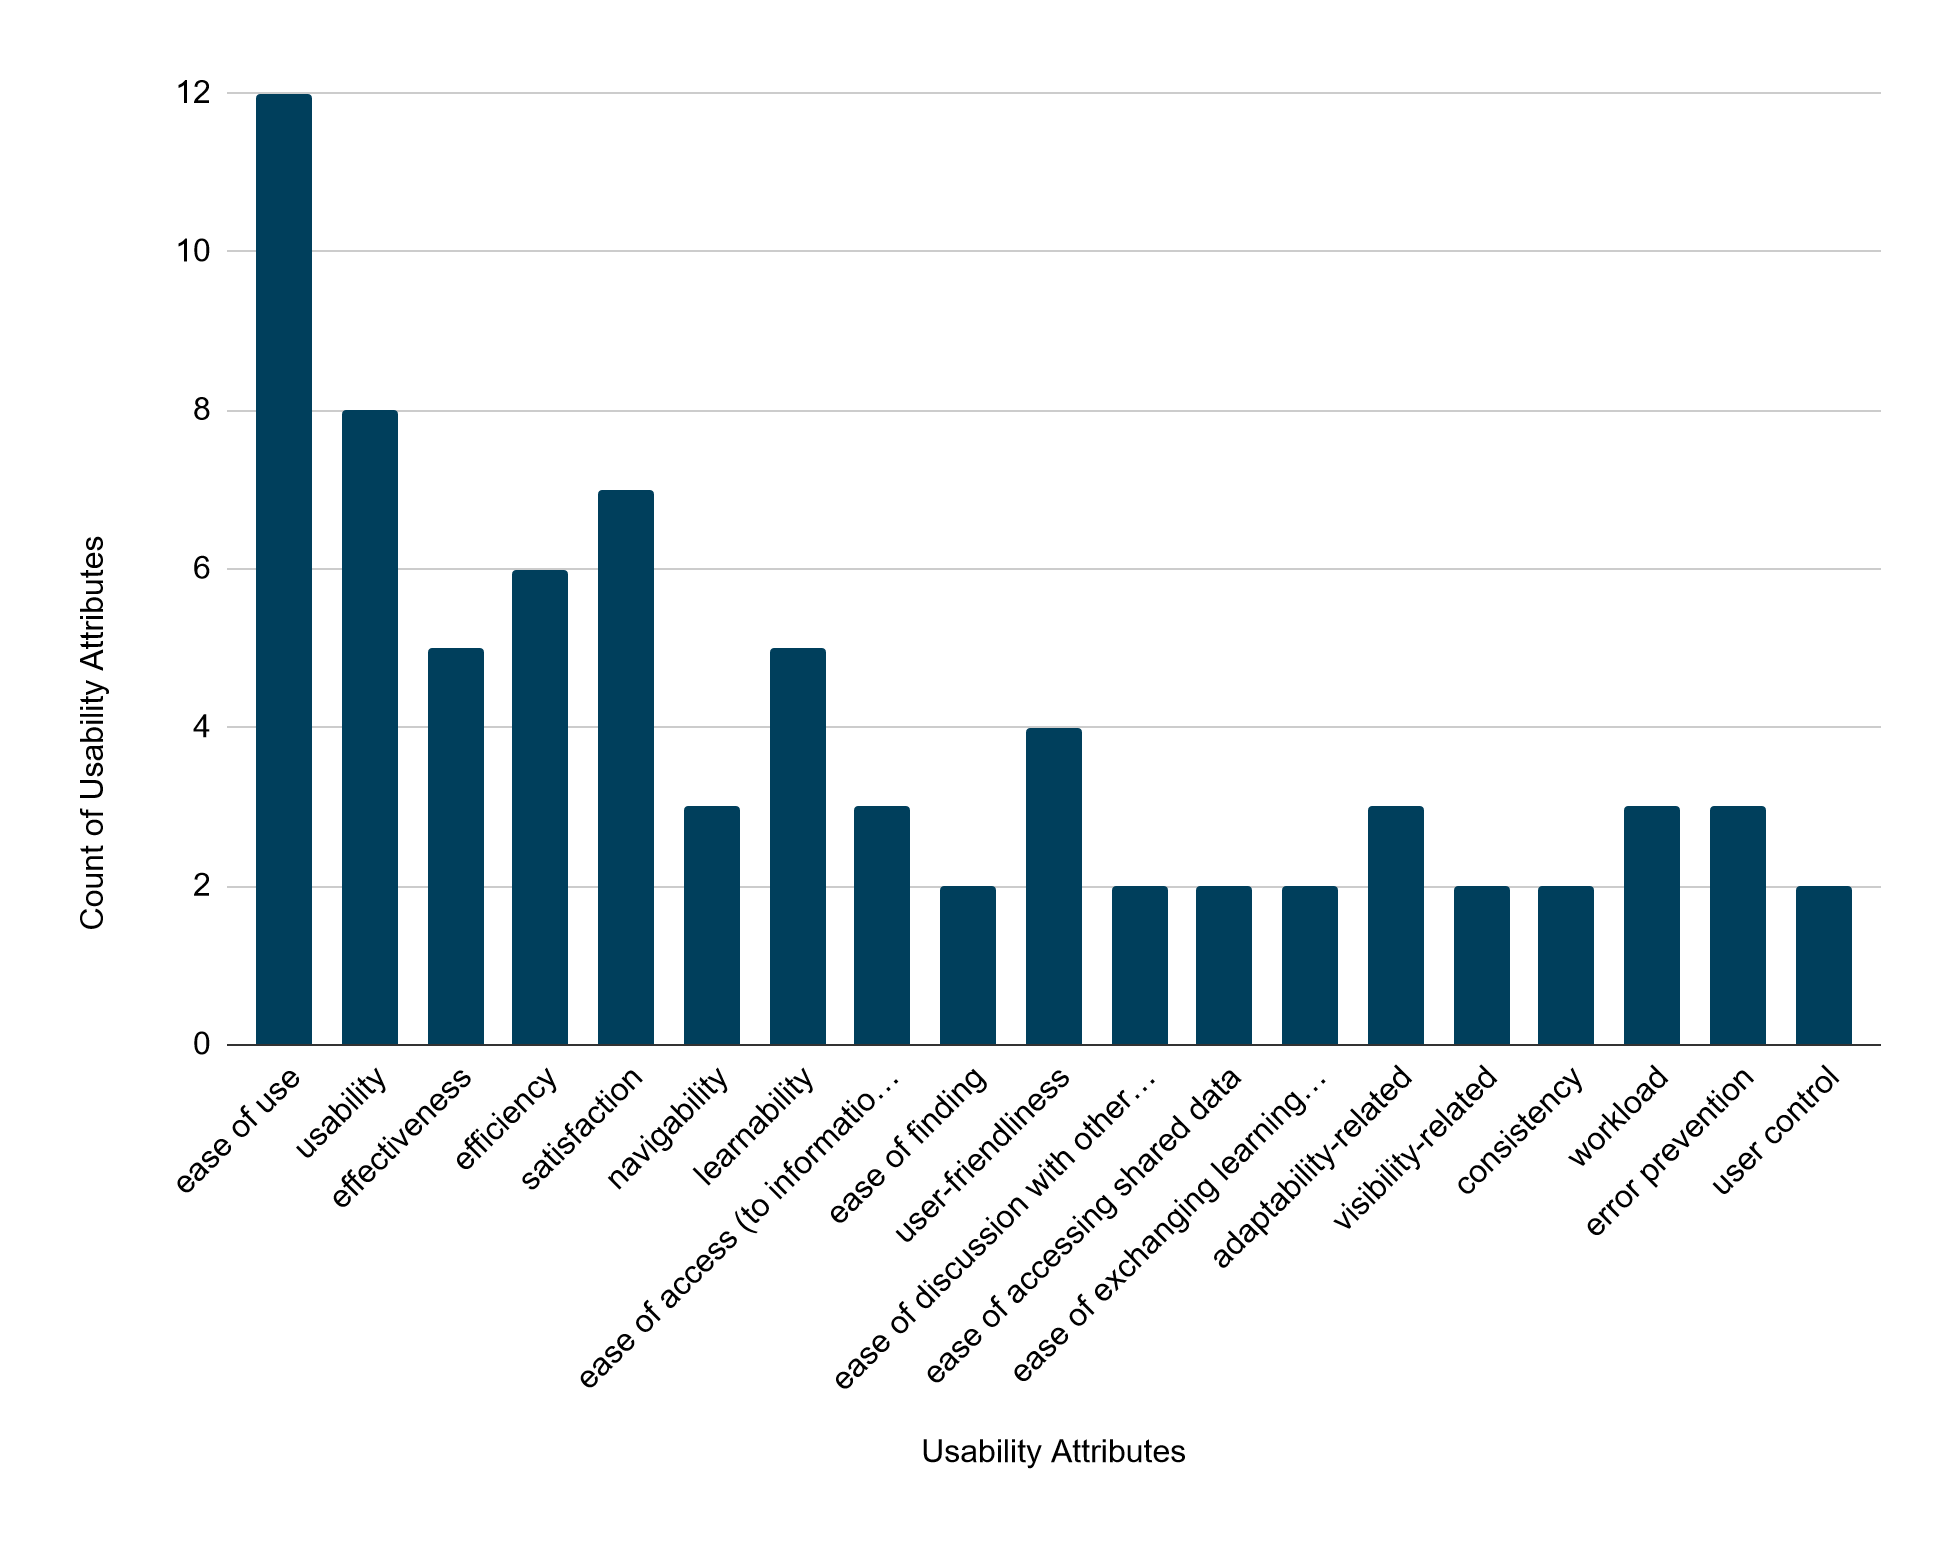 12
10
8
6
4
2
0
Count of Usability Attributes
ease of use
usability
effectiveness
efficiency
satisfaction
navigability
learnability
ease of access (to informatio…
ease of finding
user-friendliness
ease of discussion with other…
ease of accessing shared data
ease of exchanging learning…
adaptability-related
visibility-related
consistency
workload
error prevention
user control
Usability Attributes